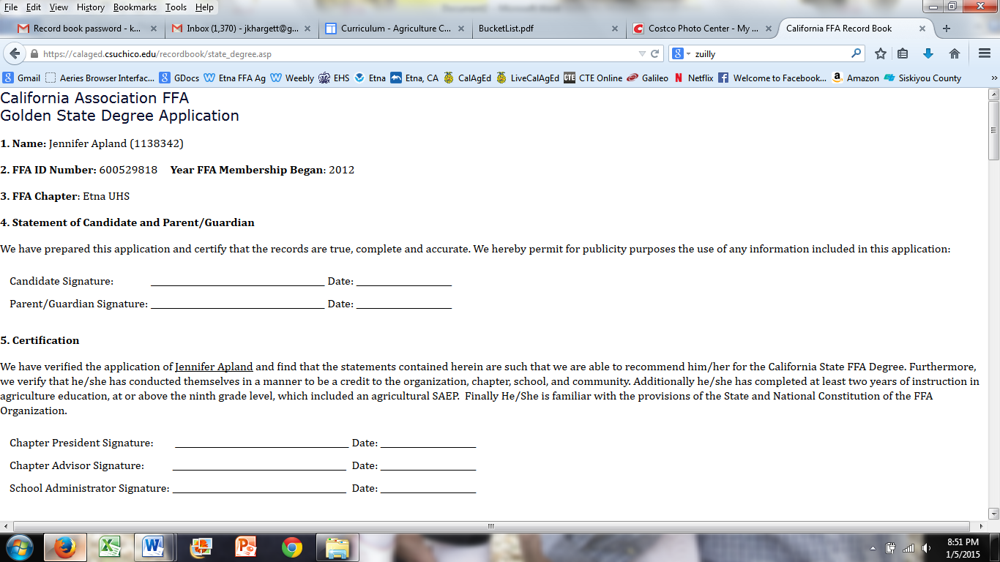 File Edit View History Bookmarks Tools Help
Record book password - k... Inbox (1,370) - jkhargett@g... Curriculum - Agriculture C... BucketList.pdf Costco Photo Center - My ... California FFA Record Book
https://calaged.csuchico.edu/recordbook/state_degree.asp zuilly
Gmail Aeries Browser Interfac... GDocs Etna FFA Ag Weebly EHS Etna Etna, CA CalAgEd LiveCalAgEd CTE CTE Online Galileo Netflix Welcome to Facebook... Amazon Siskiyou County »
California Association FFA
Golden State Degree Application
1. Name: Jennifer Apland (1138342)
2. FFA ID Number: 600529818 Year FFA Membership Began: 2012
3. FFA Chapter: Etna UHS
4. Statement of Candidate and Parent/Guardian
We have prepared this application and certify that the records are true, complete and accurate. We hereby permit for publicity purposes the use of any information included in this application:
Candidate Signature: ______________________________ Date: ________________
Parent/Guardian Signature: ______________________________ Date: ________________
5. Certification
We have verified the application of Jennifer Apland and find that the statements contained herein are such that we are able to recommend him/her for the California State FFA Degree. Furthermore,
we verify that he/she has conducted themselves in a manner to be a credit to the organization, chapter, school, and community. Additionally he/she has completed at least two years of instruction in
agriculture education, at or above the ninth grade level, which included an agricultural SAEP. Finally He/She is familiar with the provisions of the State and National Constitution of the FFA
Organization.
Chapter President Signature: ______________________________ Date: ________________
Chapter Advisor Signature: ______________________________ Date: ________________
School Administrator Signature: ______________________________ Date: ________________
8:51 PM
1/5/2015